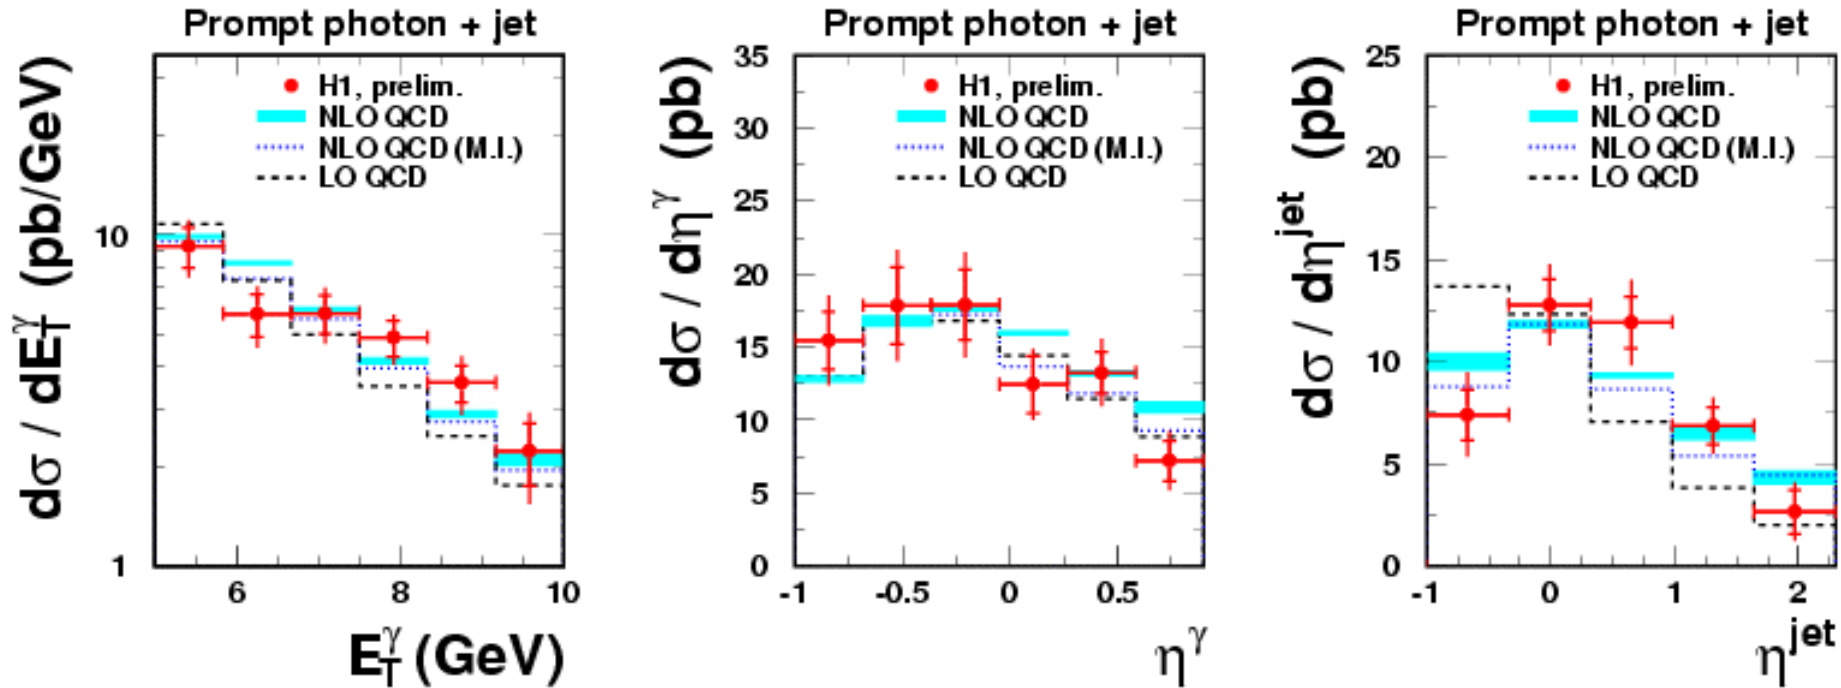 Prompt photon + jet
dσ / dE_T^γ (pb/GeV)
H1, prelim.
NLO QCD
NLO QCD (M.I.)
LO QCD
10
1
6 8 10
E_T^γ (GeV)
Prompt photon + jet
dσ / dη^γ (pb)
35
30
25
20
15
10
5
0
H1, prelim.
NLO QCD
NLO QCD (M.I.)
LO QCD
-1 -0.5 0 0.5
η^γ
Prompt photon + jet
dσ / dη^jet (pb)
25
20
15
10
5
0
H1, prelim.
NLO QCD
NLO QCD (M.I.)
LO QCD
-1 0 1 2
η^jet